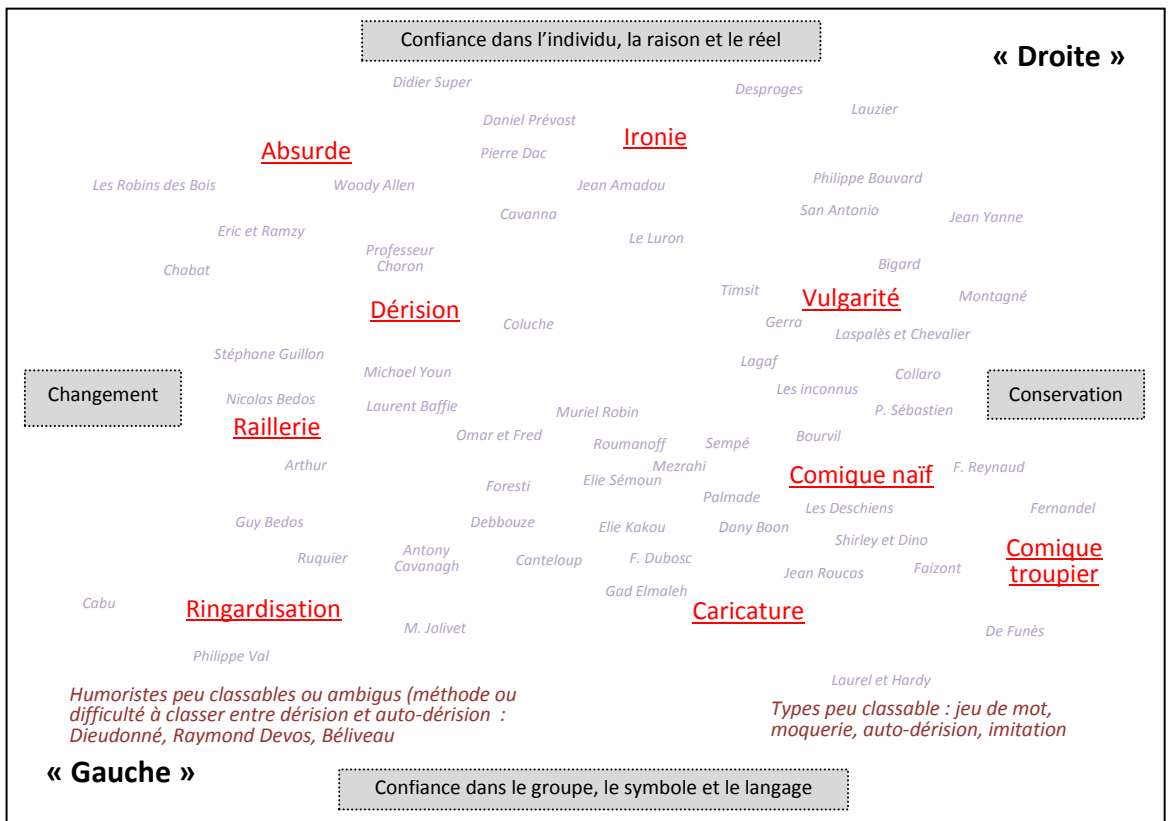 Confiance dans l’individu, la raison et le réel
« Droite »
Didier Super
Desproges
Lauzier
Daniel Prévost
Ironie
Absurde
Pierre Dac
Les Robins des Bois
Woody Allen
Jean Amadou
Philippe Bouvard
Cavanna
San Antonio
Jean Yanne
Eric et Ramzy
Le Luron
Professeur
Choron
Chabat
Bigard
Timsit
Vulgarité
Montagné
Dérision
Coluche
Gerra
Laspalès et Chevalier
Stéphane Guillon
Michael Youn
Lagaf
Collaro
Changement
Les inconnus
Conservation
Nicolas Bedos
Laurent Baffie
Muriel Robin
P. Sébastien
Raillerie
Omar et Fred
Roumanoff
Sempé
Bourvil
Arthur
Mezrahi
Comique naïf
F. Reynaud
Foresti
Elie Sémoun
Palmade
Les Deschiens
Fernandel
Guy Bedos
Debbouze
Elie Kakou
Dany Boon
Shirley et Dino
Comique
troupier
Ruquier
Antony
Cavanagh
Canteloup
F. Dubosc
Jean Roucas
Faizont
Gad Elmaleh
Cabu
Ringardisation
Caricature
M. Jolivet
De Funès
Philippe Val
Laurel et Hardy
Humoristes peu classables ou ambigus (méthode ou
difficulté à classer entre dérision et auto-dérision :
Dieudonné, Raymond Devos, Béliveau
Types peu classable : jeu de mot,
moquerie, auto-dérision, imitation
« Gauche »
Confiance dans le groupe, le symbole et le langage